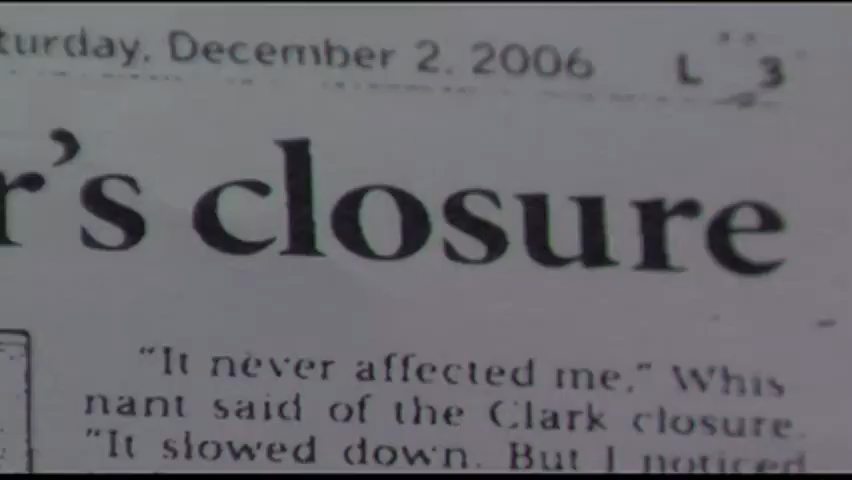 turday, December 2, 2006 L 3
r's closure
"It never affected me." Whis
nant said of the Clark closure.
"It slowed down. But I noticed